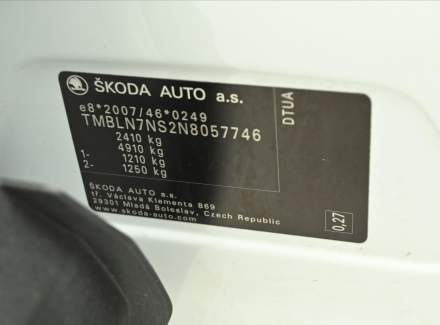 ŠKODA AUTO a.s.
e8*2007/46*0249
TMBLN7NS2N8057746
2410 kg
4910 kg
1- 1210 kg
2- 1250 kg
DTUA
ŠKODA AUTO a.s.
tř. Václava Klementa 869
29301 Mladá Boleslav, Czech Republic
www.skoda-auto.com
0,27